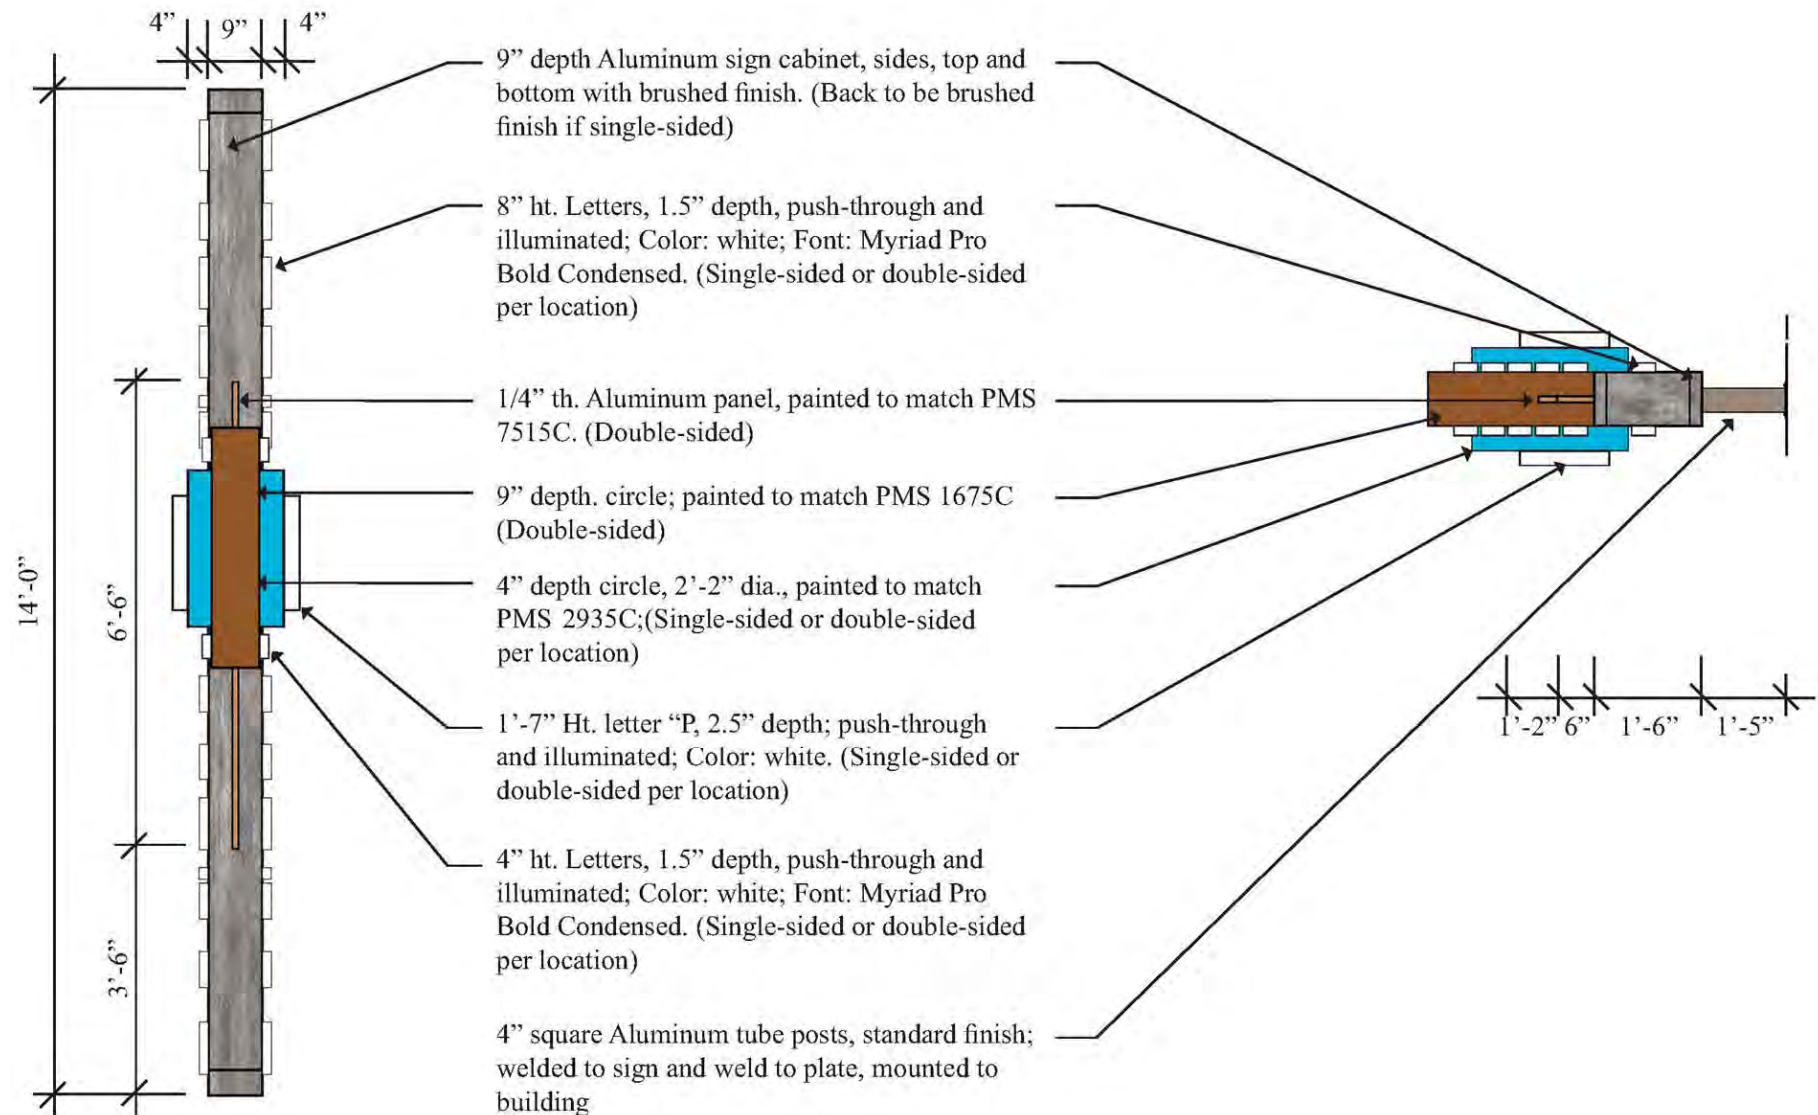 4” 9” 4”
9” depth Aluminum sign cabinet, sides, top and
bottom with brushed finish. (Back to be brushed
finish if single-sided)
8” ht. Letters, 1.5” depth, push-through and
illuminated; Color: white; Font: Myriad Pro
Bold Condensed. (Single-sided or double-sided
per location)
1/4” th. Aluminum panel, painted to match PMS
7515C. (Double-sided)
9” depth. circle; painted to match PMS 1675C
(Double-sided)
4” depth circle, 2’-2” dia., painted to match
PMS 2935C;(Single-sided or double-sided
per location)
1’-7” Ht. letter “P, 2.5” depth; push-through
and illuminated; Color: white. (Single-sided or
double-sided per location)
4” ht. Letters, 1.5” depth, push-through and
illuminated; Color: white; Font: Myriad Pro
Bold Condensed. (Single-sided or double-sided
per location)
4” square Aluminum tube posts, standard finish;
welded to sign and weld to plate, mounted to
building
14’-0”
6’-6”
3’-6”
1’-2” 6” 1’-6” 1’-5”